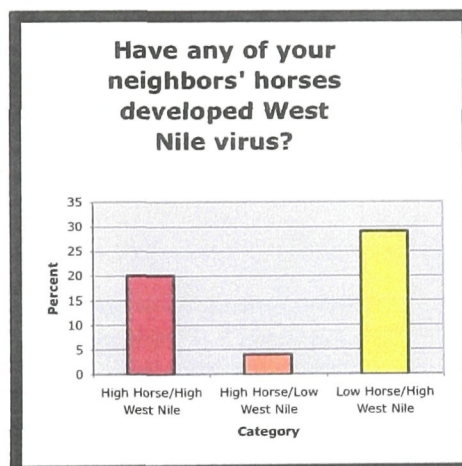 Have any of your
neighbors' horses
developed West
Nile virus?
35
30
25
20
15
10
5
0
Percent
High Horse/High
West Nile
High Horse/Low
West Nile
Low Horse/High
West Nile
Category